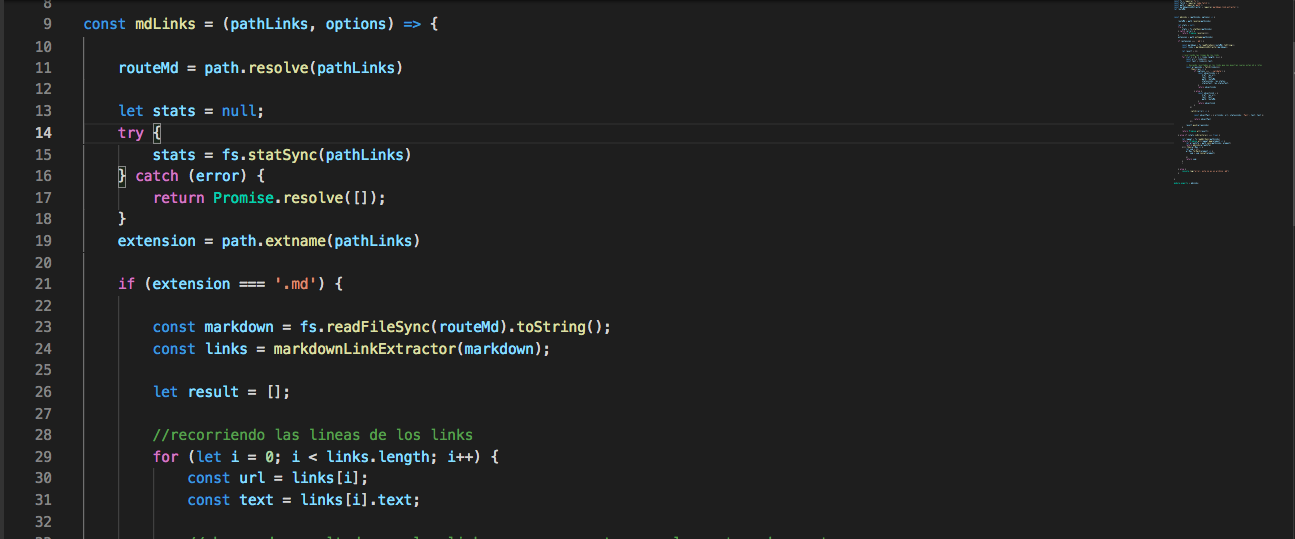 8
9 const mdLinks = (pathLinks, options) => {
10
11 routeMd = path.resolve(pathLinks)
12
13 let stats = null;
14 try {
15 stats = fs.statSync(pathLinks)
16 } catch (error) {
17 return Promise.resolve([]);
18 }
19 extension = path.extname(pathLinks)
20
21 if (extension === '.md') {
22
23 const markdown = fs.readFileSync(routeMd).toString();
24 const links = markdownLinkExtractor(markdown);
25
26 let result = [];
27
28 //recorriendo las lineas de los links
29 for (let i = 0; i < links.length; i++) {
30 const url = links[i];
31 const text = links[i].text;
32